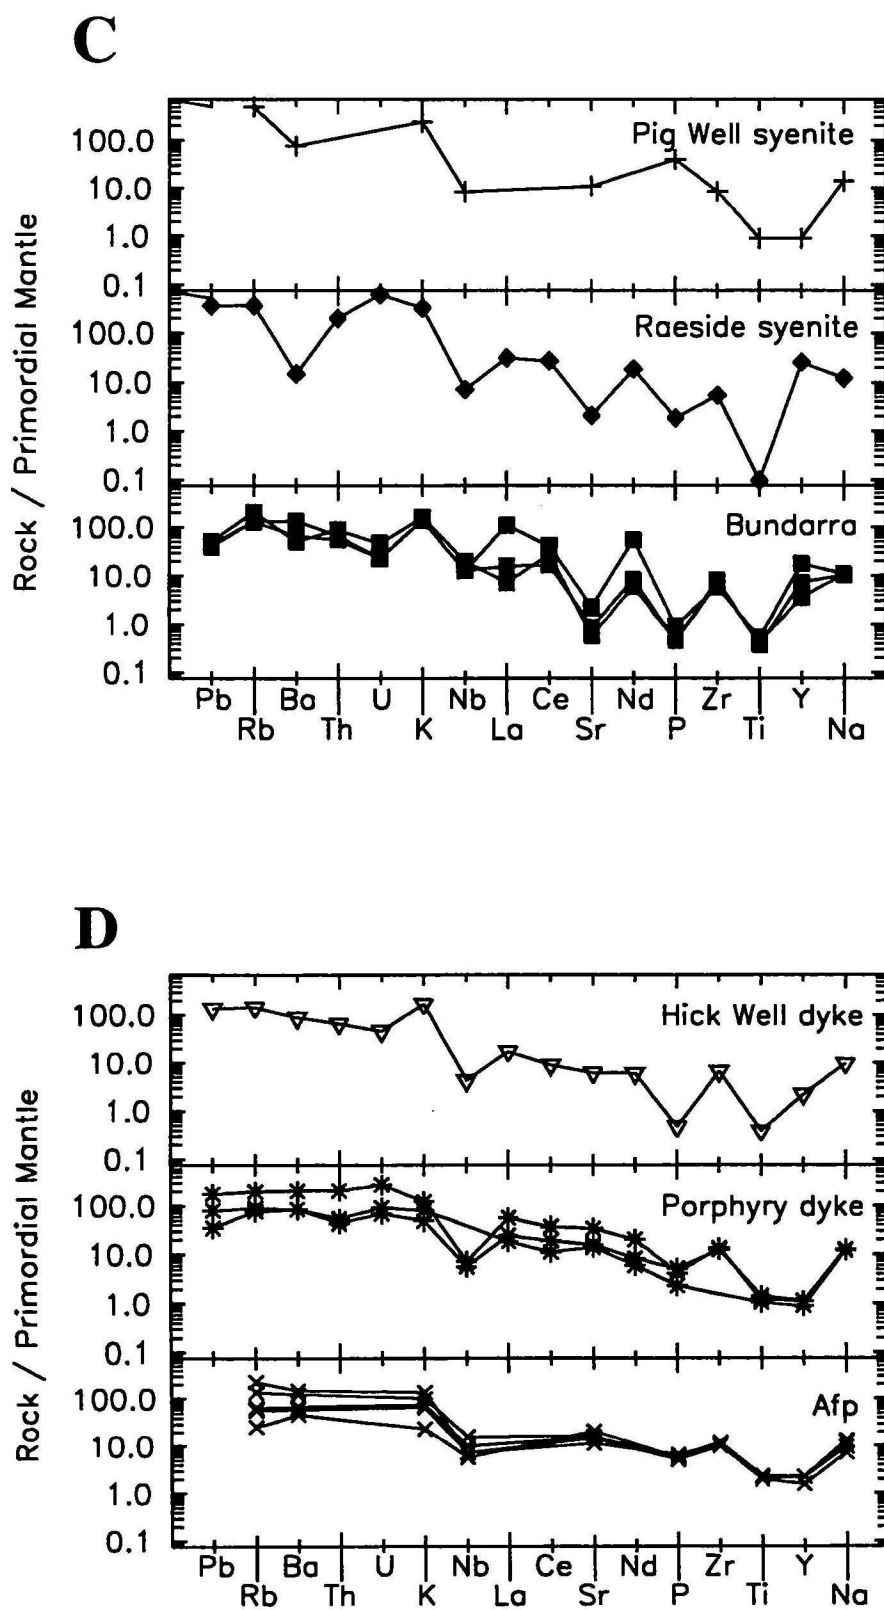 C
Rock / Primordial Mantle
Pig Well syenite
100.0
10.0
1.0
0.1
Raeside syenite
100.0
10.0
1.0
0.1
Bundarra
100.0
10.0
1.0
0.1
Pb Ba U Nb Ce Nd Zr Y
Rb Th K La Sr P Ti Na
D
Rock / Primordial Mantle
Hick Well dyke
100.0
10.0
1.0
0.1
Porphyry dyke
100.0
10.0
1.0
0.1
Afp
100.0
10.0
1.0
0.1
Pb Ba U Nb Ce Nd Zr Y
Rb Th K La Sr P Ti Na